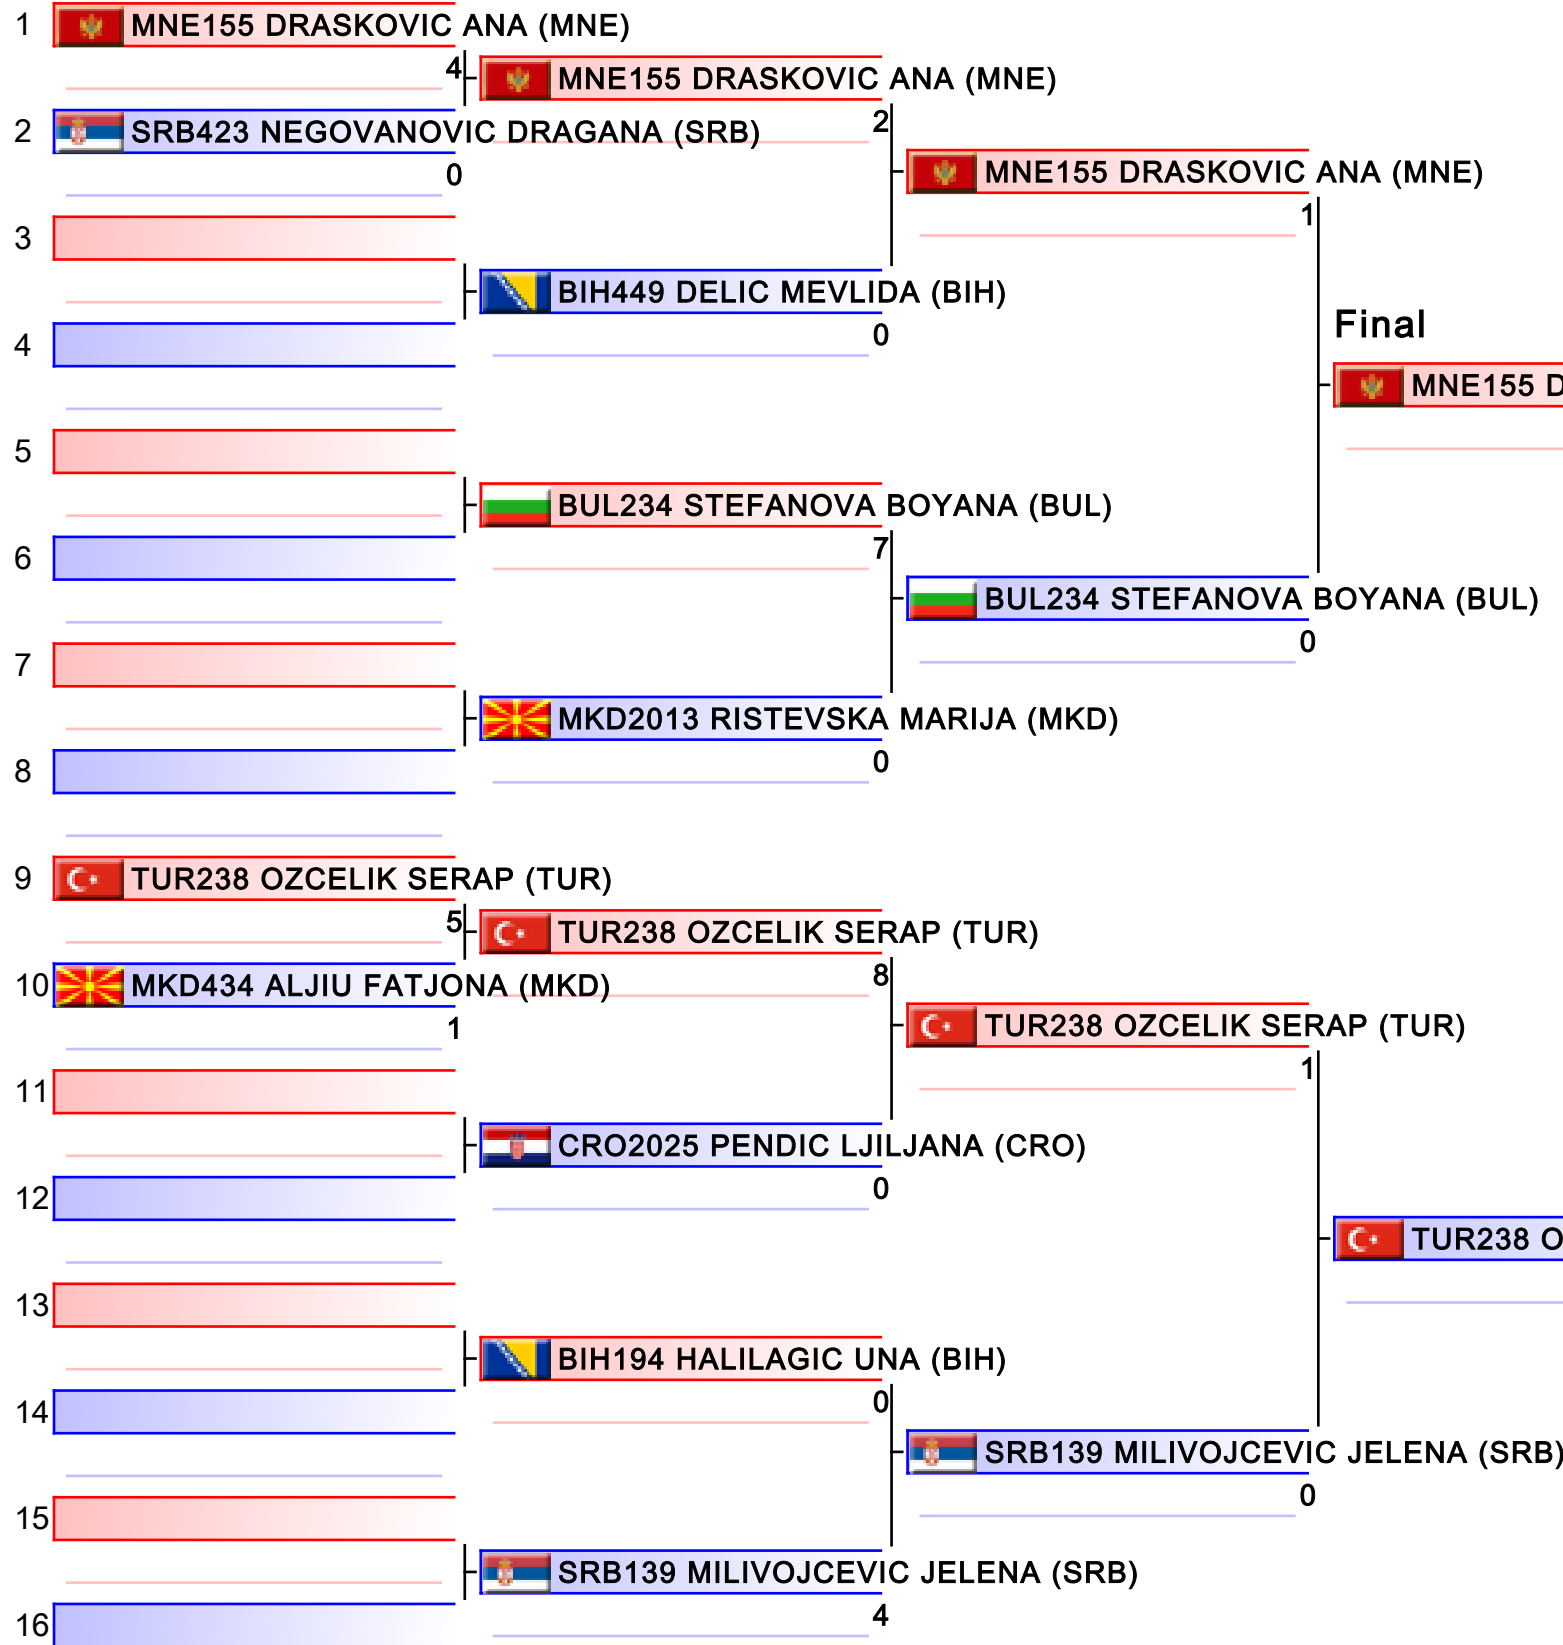 1 MNE155 DRASKOVIC ANA (MNE)
4 MNE155 DRASKOVIC ANA (MNE)
2 SRB423 NEGOVANOVIC DRAGANA (SRB) 2
0 MNE155 DRASKOVIC ANA (MNE)
3 1
BIH449 DELIC MEVLIDA (BIH)
4 0 Final
MNE155 D
5
BUL234 STEFANOVA BOYANA (BUL)
6 7
BUL234 STEFANOVA BOYANA (BUL)
7 0
MKD2013 RISTEVSKA MARIJA (MKD)
8 0
9 TUR238 OZCELIK SERAP (TUR)
5 TUR238 OZCELIK SERAP (TUR)
10 MKD434 ALJIU FATJONA (MKD) 8
1 TUR238 OZCELIK SERAP (TUR)
11 1
CRO2025 PENDIC LJILJANA (CRO)
12 0
TUR238 O
13
BIH194 HALILAGIC UNA (BIH)
14 0
SRB139 MILIVOJCEVIC JELENA (SRB)
15 0
SRB139 MILIVOJCEVIC JELENA (SRB)
16 4